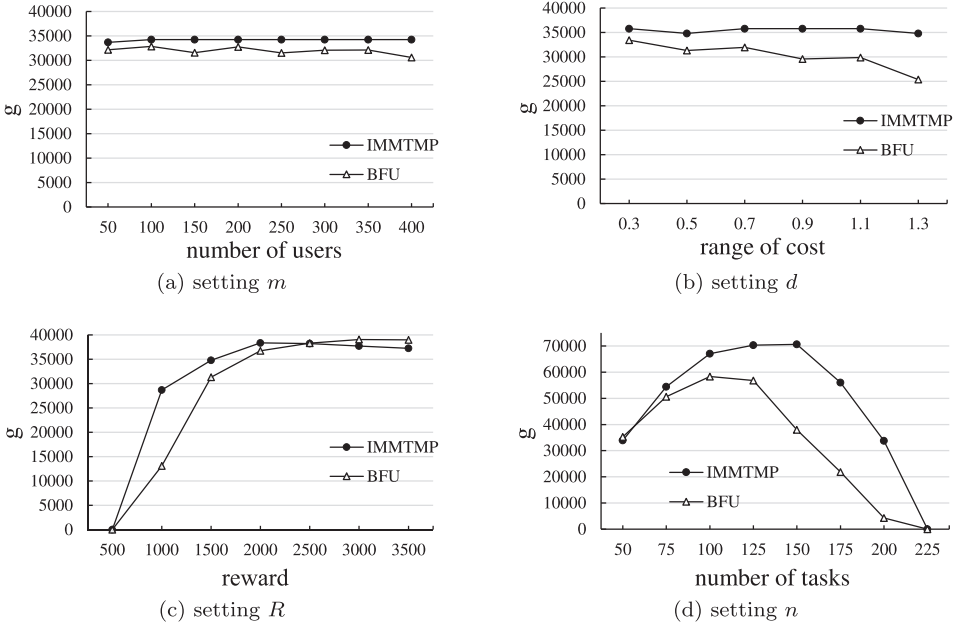 40000
35000
30000
25000
20000
15000
10000
5000
0
g
IMMTMP
BFU
50 100 150 200 250 300 350 400
number of users
(a) setting m
40000
35000
30000
25000
20000
15000
10000
5000
0
g
IMMTMP
BFU
0.3 0.5 0.7 0.9 1.1 1.3
range of cost
(b) setting d
40000
35000
30000
25000
20000
15000
10000
5000
0
g
IMMTMP
BFU
500 1000 1500 2000 2500 3000 3500
reward
(c) setting R
70000
60000
50000
40000
30000
20000
10000
0
g
IMMTMP
BFU
50 75 100 125 150 175 200 225
number of tasks
(d) setting n